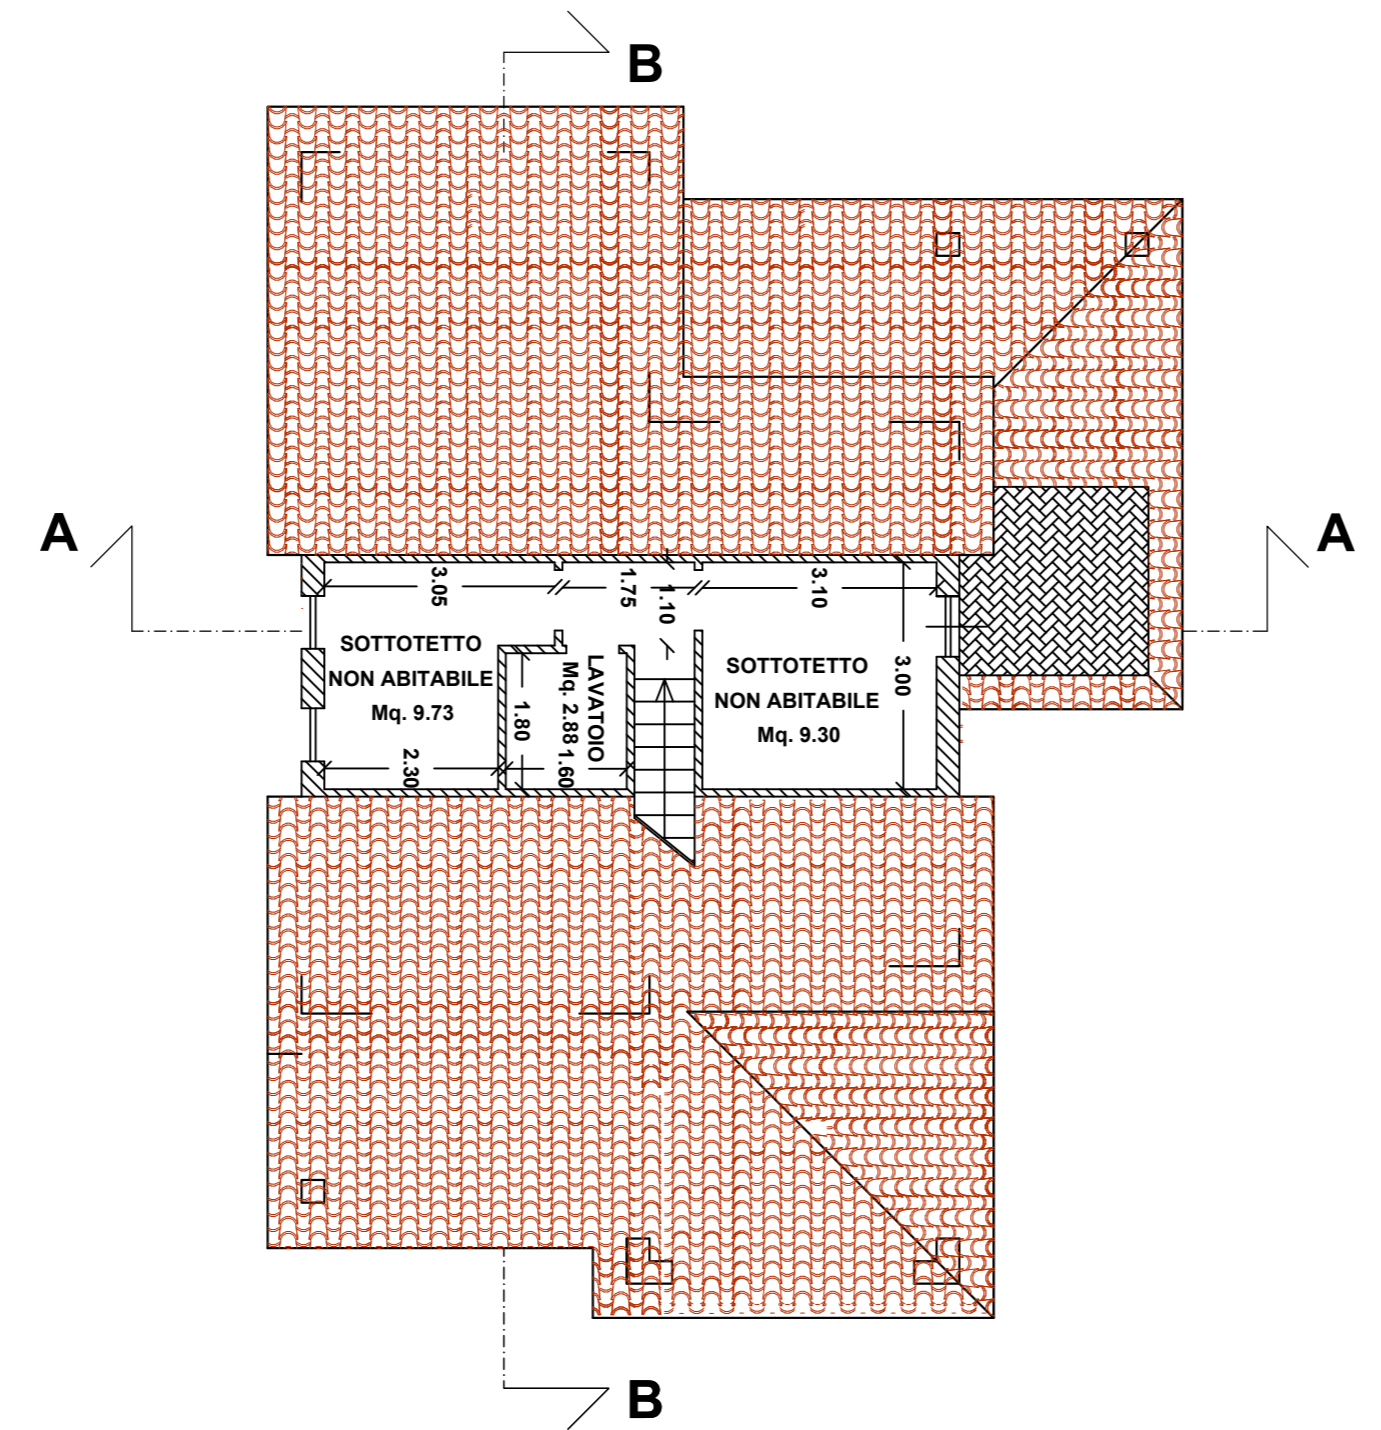 B
A
A
3.05
1.75
1.10
3.10
SOTTOTETTO
NON ABITABILE
Mq. 9.73
LAVATOIO
Mq. 2.88
1.80
1.60
2.30
SOTTOTETTO
NON ABITABILE
Mq. 9.30
3.00
B